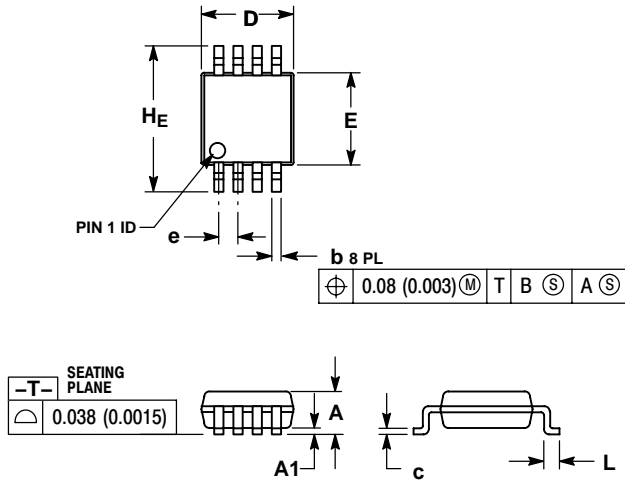 D
HE
E
PIN 1 ID
e
b 8 PL
⌖ 0.08 (0.003) Ⓜ T B Ⓢ A Ⓢ
–T– SEATING PLANE
⌓ 0.038 (0.0015)
A
A1
c
L